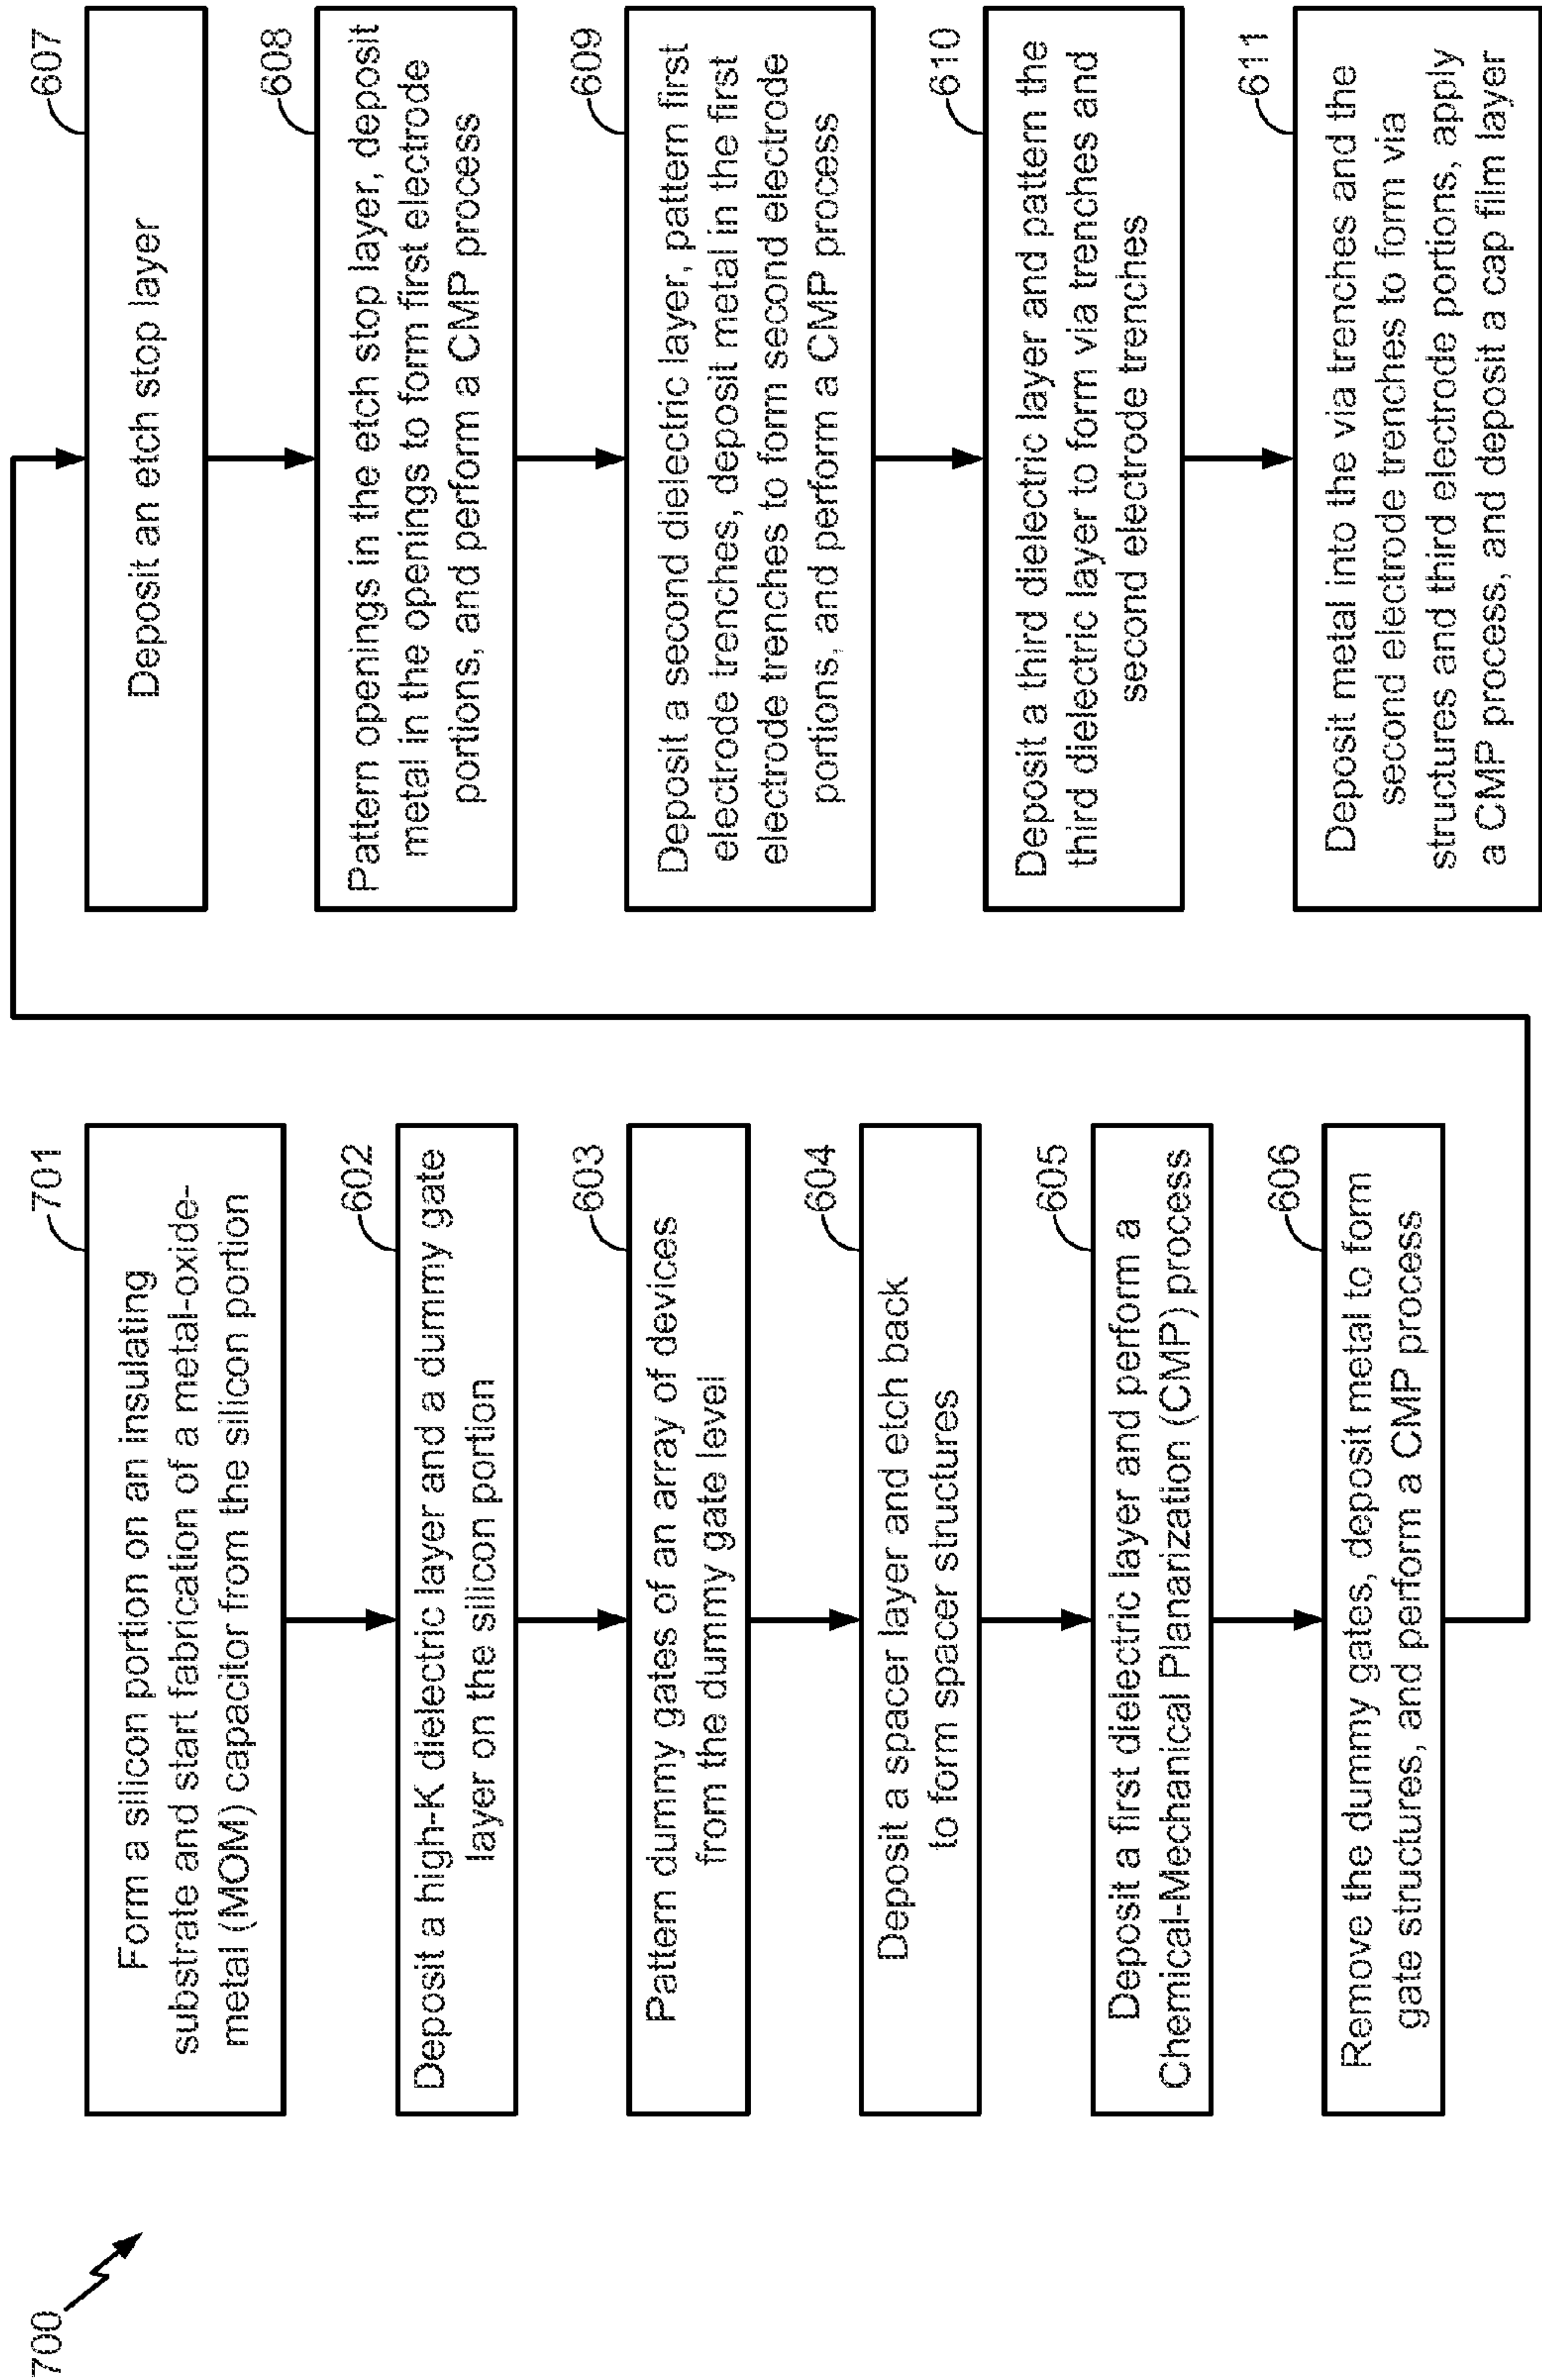 700
701
Form a silicon portion on an insulating
substrate and start fabrication of a metal-oxide-
metal (MOM) capacitor from the silicon portion
602
Deposit a high-K dielectric layer and a dummy gate
layer on the silicon portion
603
Pattern dummy gates of an array of devices
from the dummy gate level
604
Deposit a spacer layer and etch back
to form spacer structures
605
Deposit a first dielectric layer and perform a
Chemical-Mechanical Planarization (CMP) process
606
Remove the dummy gates, deposit metal to form
gate structures, and perform a CMP process
607
Deposit an etch stop layer
608
Pattern openings in the etch stop layer, deposit
metal in the openings to form first electrode
portions, and perform a CMP process
609
Deposit a second dielectric layer, pattern first
electrode trenches, deposit metal in the first
electrode trenches to form second electrode
portions, and perform a CMP process
610
Deposit a third dielectric layer and pattern the
third dielectric layer to form via trenches and
second electrode trenches
611
Deposit metal into the via trenches and the
second electrode trenches to form via
structures and third electrode portions, apply
a CMP process, and deposit a cap film layer